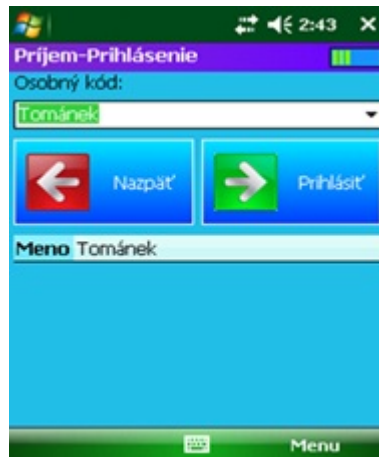 2:43
Príjem-Prihlásenie
Osobný kód:
Tománek
Nazpäť
Prihlásiť
Meno Tománek
Menu